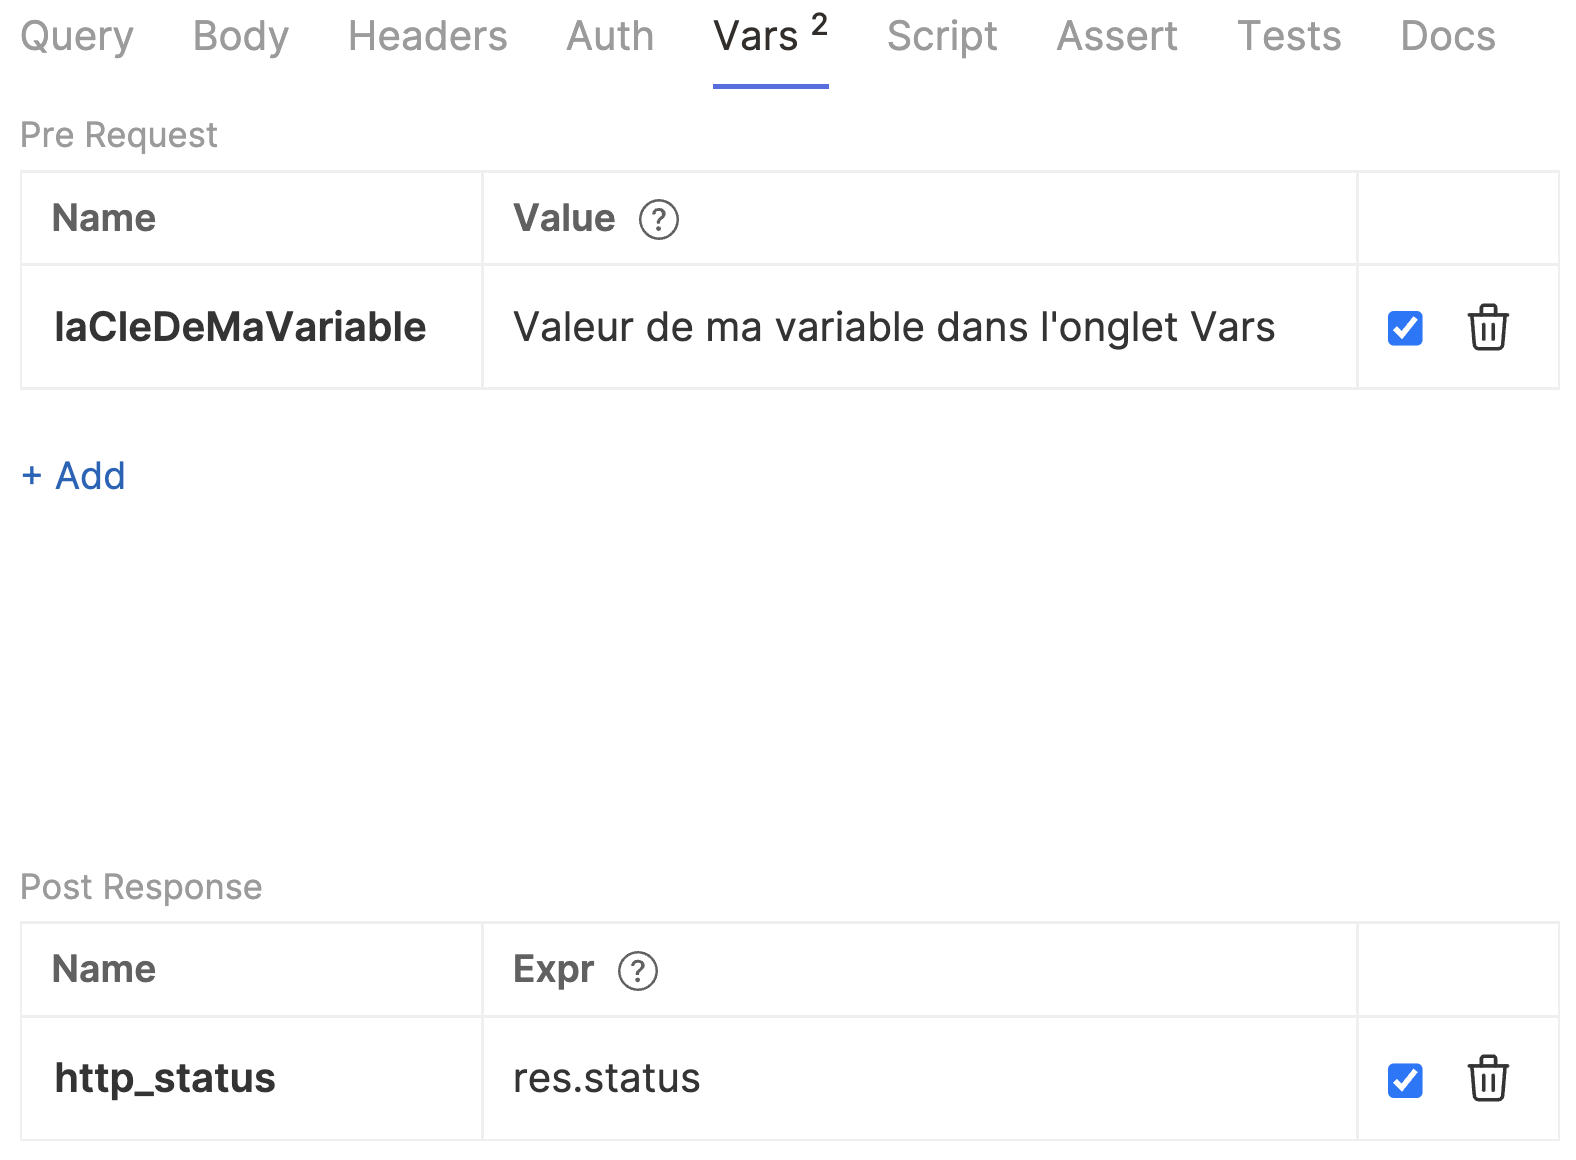 Query Body Headers Auth Vars 2 Script Assert Tests Docs
Pre Request
Name Value ?
laCleDeMaVariable Valeur de ma variable dans l'onglet Vars
+ Add
Post Response
Name Expr ?
http_status res.status